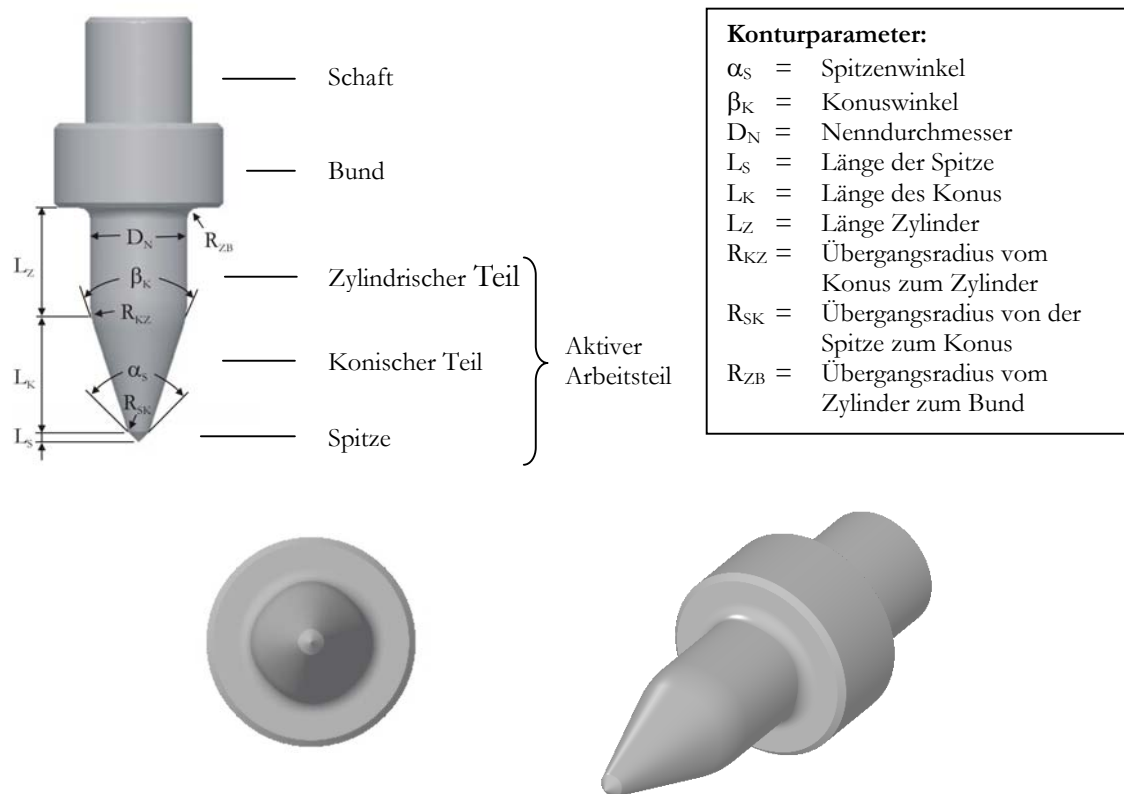 Schaft
Bund
D_N
R_ZB
L_Z
β_K
Zylindrischer Teil
R_KZ
L_K
α_S
Konischer Teil
Aktiver
Arbeitsteil
R_SK
L_S
Spitze
Konturparameter:
α_S = Spitzenwinkel
β_K = Konuswinkel
D_N = Nenndurchmesser
L_S = Länge der Spitze
L_K = Länge des Konus
L_Z = Länge Zylinder
R_KZ = Übergangsradius vom
Konus zum Zylinder
R_SK = Übergangsradius von der
Spitze zum Konus
R_ZB = Übergangsradius vom
Zylinder zum Bund